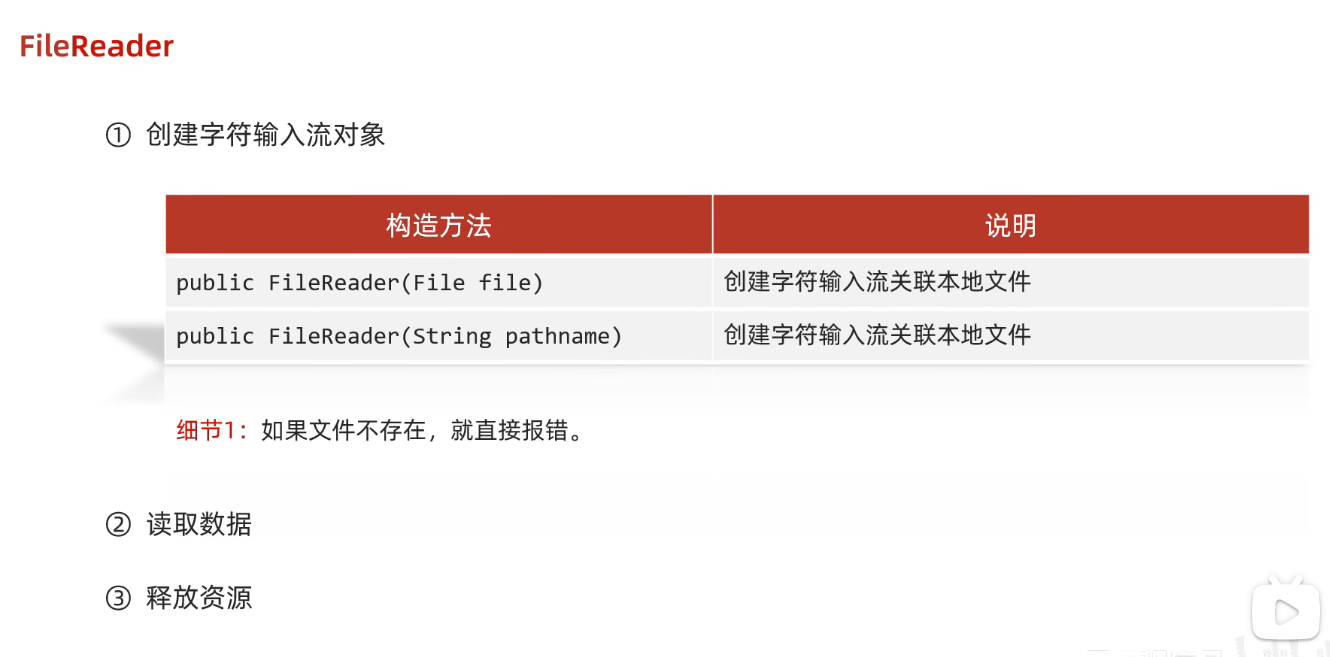 FileReader
① 创建字符输入流对象
构造方法 说明
public FileReader(File file) 创建字符输入流关联本地文件
public FileReader(String pathname) 创建字符输入流关联本地文件
细节1：如果文件不存在，就直接报错。
② 读取数据
③ 释放资源